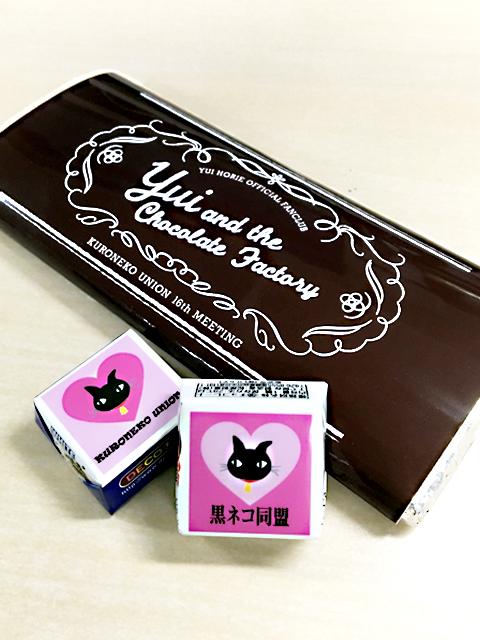 YUI HORIE OFFICIAL FANCLUB
Yui and the
Chocolate Factory
KURONEKO UNION 16th MEETING
KURONEKO UNION
DECO
黒ネコ同盟